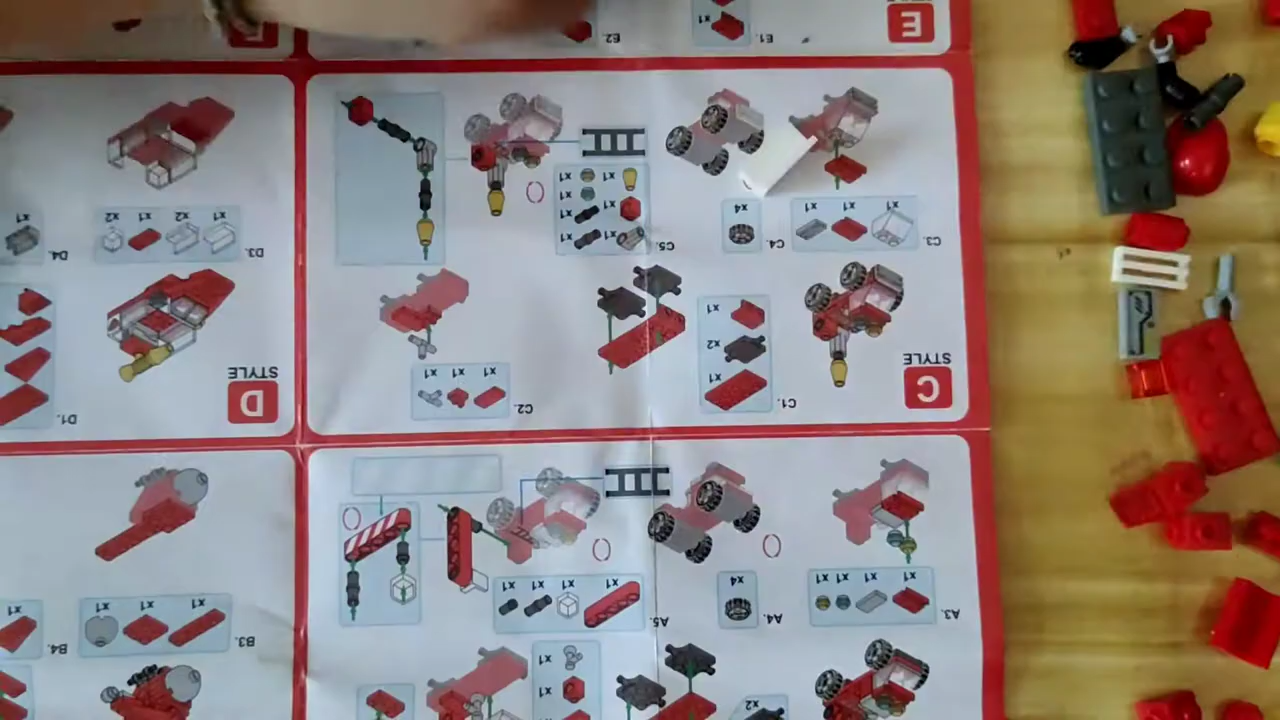 E
E1.
x1
E2.
C
STYLE
C1.
x1
x2
x1
C2.
x1 x1 x1
C3.
x1 x1 x1
C4.
x4
C5.
x1 x1
x1
x1 x1
x1 x1
D
STYLE
D1.
D3.
x1 x2 x1 x2
D4.
x1
A3.
x1 x1 x1 x1
A4.
x4
A5.
x1 x1 x1 x1
x1
x1
x2
B3.
x1 x1 x1
B4.
x1